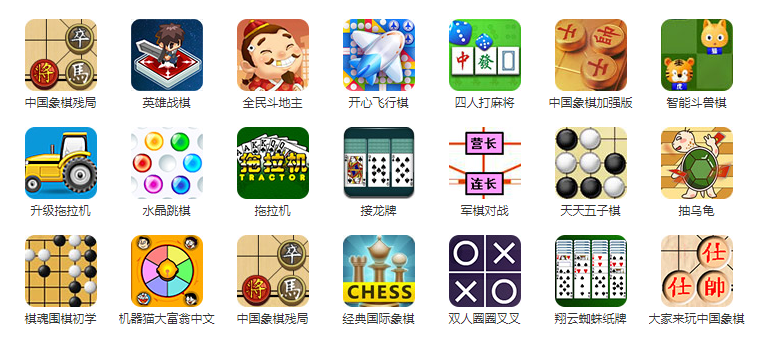 卒
将 馬
中国象棋残局
英雄战棋
全民斗地主
开心飞行棋
中 發
四人打麻将
中国象棋加强版
智能斗兽棋
升级拖拉机
水晶跳棋
AKKQQ
拖拉机
TRACTOR
拖拉机
接龙牌
营长
连长
军棋对战
天天五子棋
抽乌龟
棋魂围棋初学
机器猫大富翁中文
卒
将 馬
中国象棋残局
CHESS
经典国际象棋
双人圈圈叉叉
翔云蜘蛛纸牌
仕
仕 帥
大家来玩中国象棋